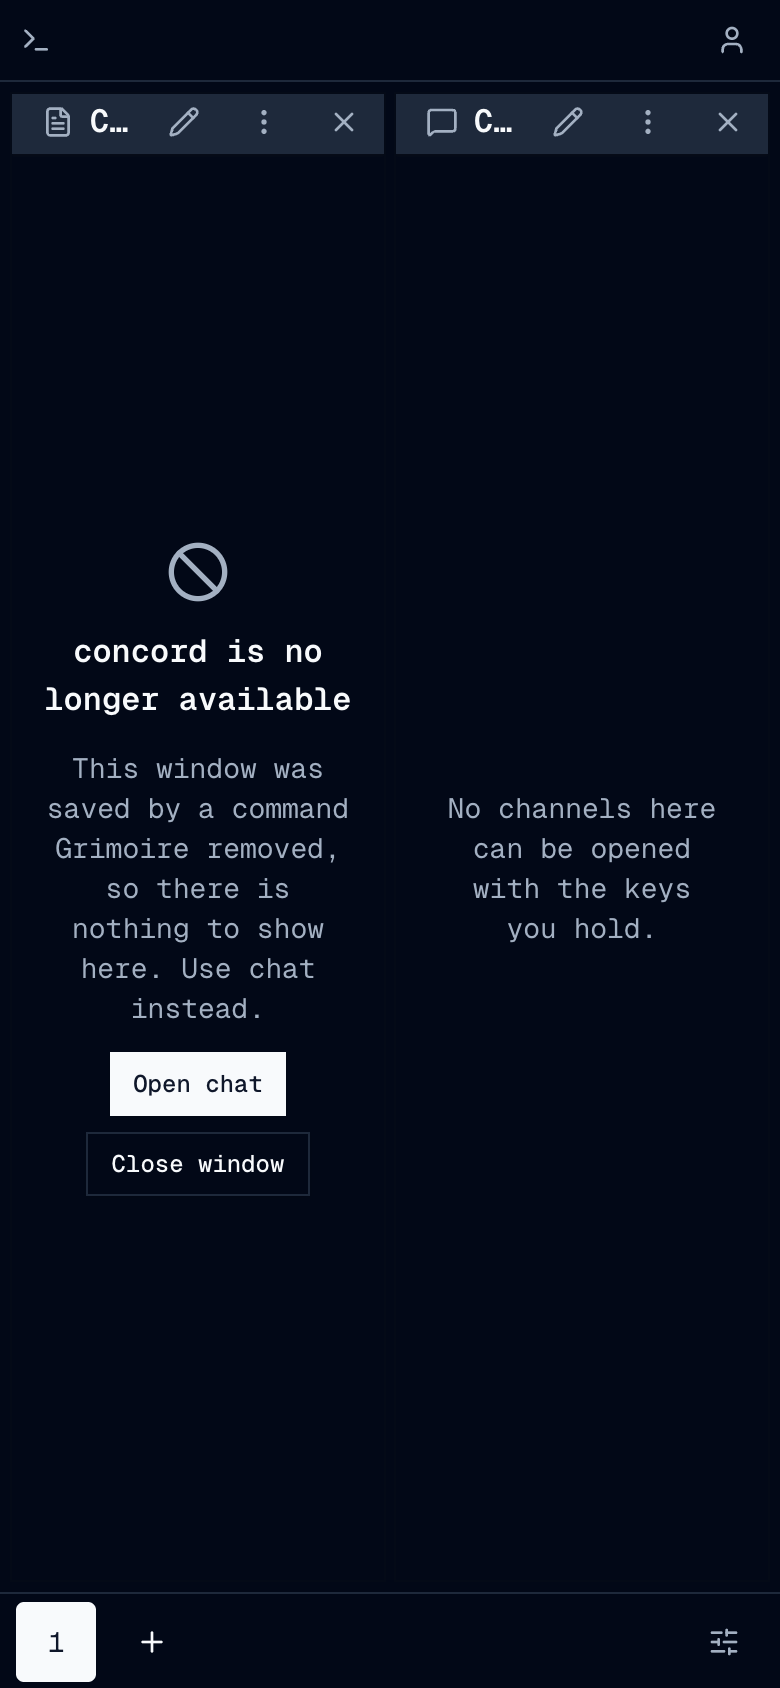 C…
C…
concord is no
longer available
This window was
saved by a command
Grimoire removed,
so there is
nothing to show
here. Use chat
instead.
Open chat
Close window
No channels here
can be opened
with the keys
you hold.
1